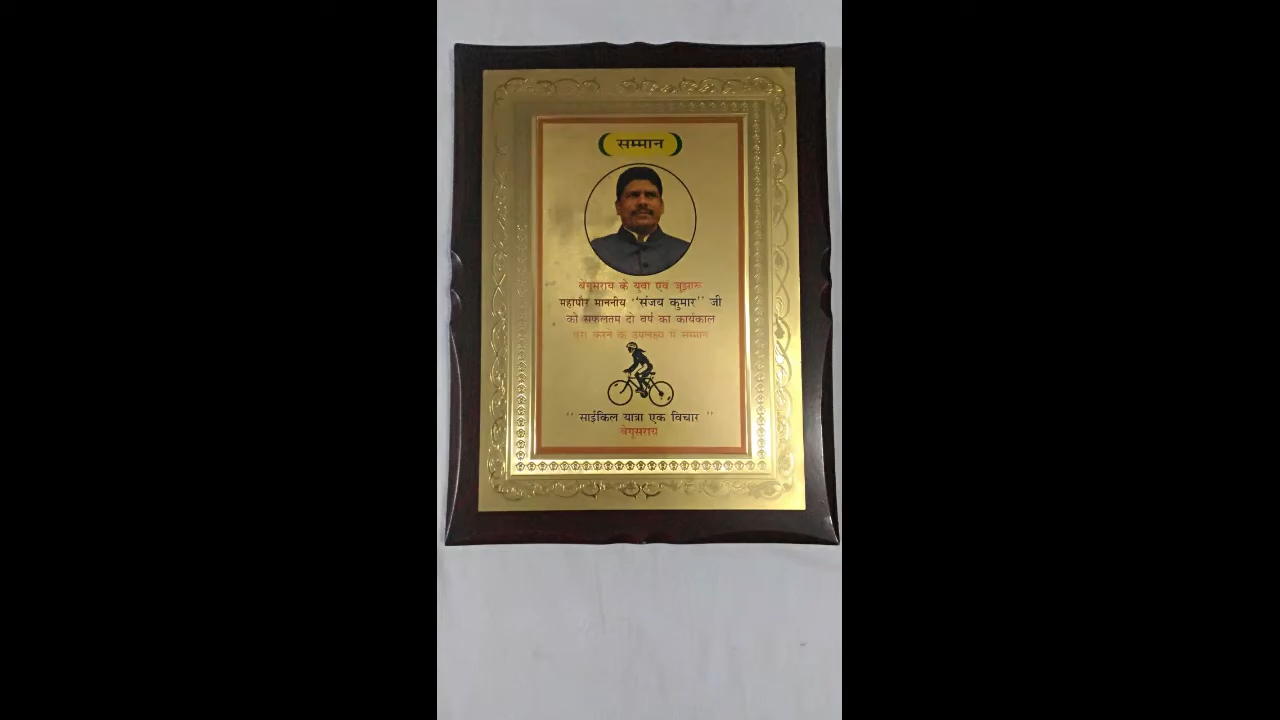 सम्मान
बेगूसराय के युवा एवं जुझारू
महापौर माननीय "संजय कुमार" जी
को सफलतम दो वर्ष का कार्यकाल
पूरा करने के उपलक्ष्य में सम्मान
" साईकिल यात्रा एक विचार "
बेगूसराय